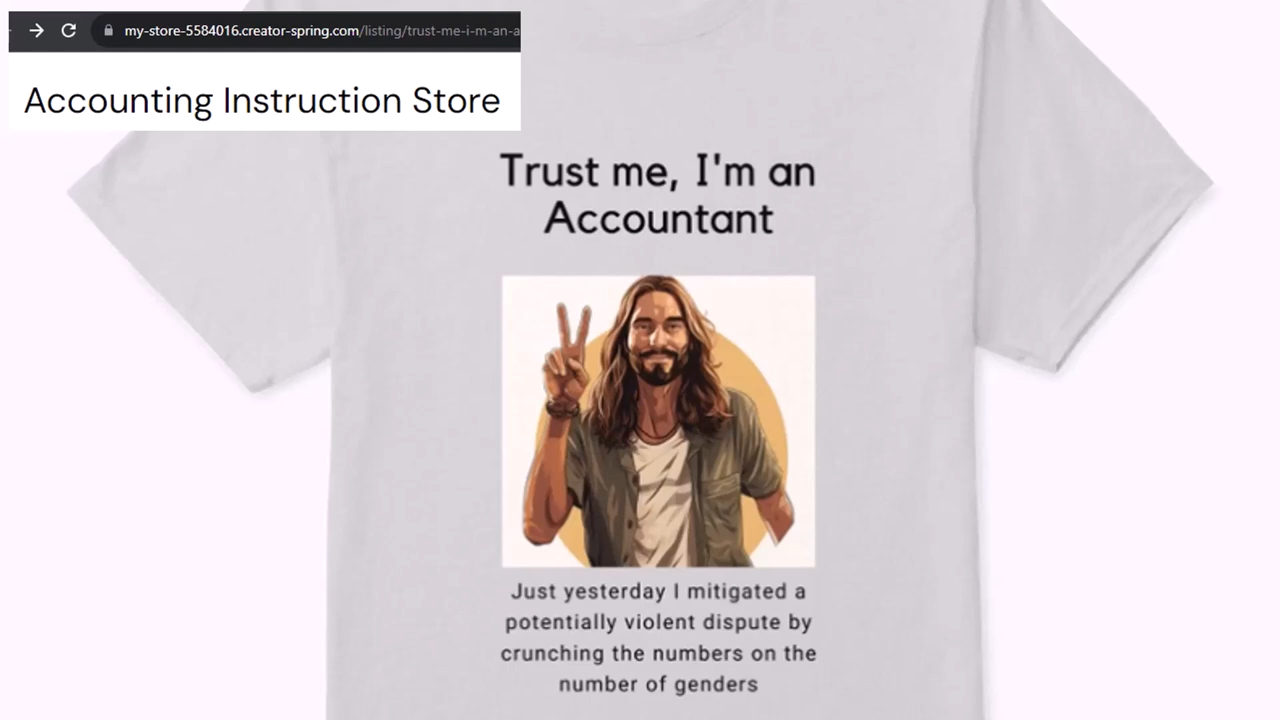 my-store-5584016.creator-spring.com/listing/trust-me-i-m-an-a
Accounting Instruction Store
Trust me, I'm an
Accountant
Just yesterday I mitigated a
potentially violent dispute by
crunching the numbers on the
number of genders